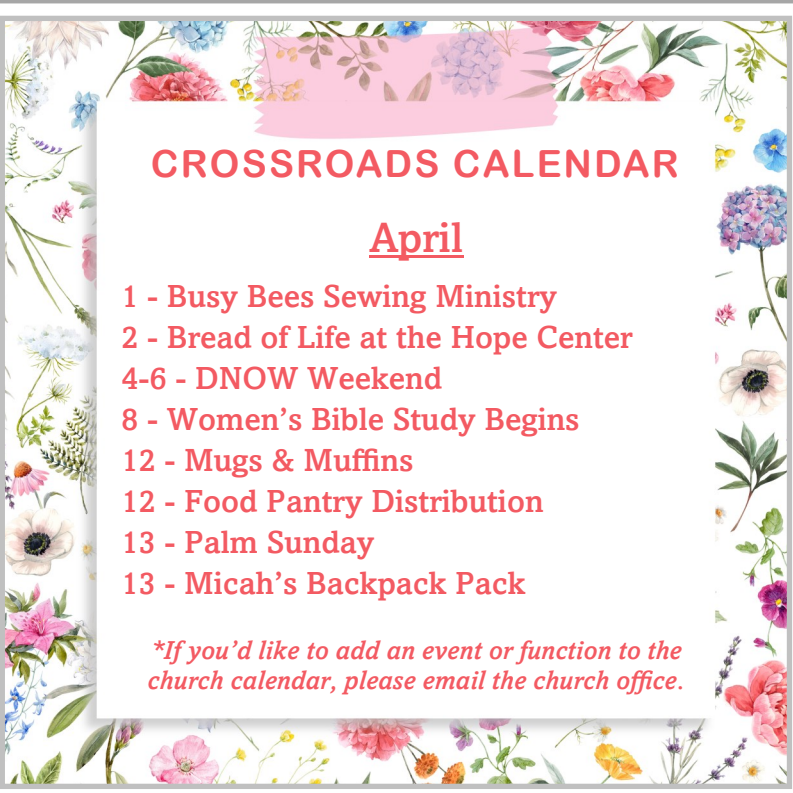 CROSSROADS CALENDAR
April
1 - Busy Bees Sewing Ministry
2 - Bread of Life at the Hope Center
4-6 - DNOW Weekend
8 - Women’s Bible Study Begins
12 - Mugs & Muffins
12 - Food Pantry Distribution
13 - Palm Sunday
13 - Micah’s Backpack Pack
*If you’d like to add an event or function to the
church calendar, please email the church office.